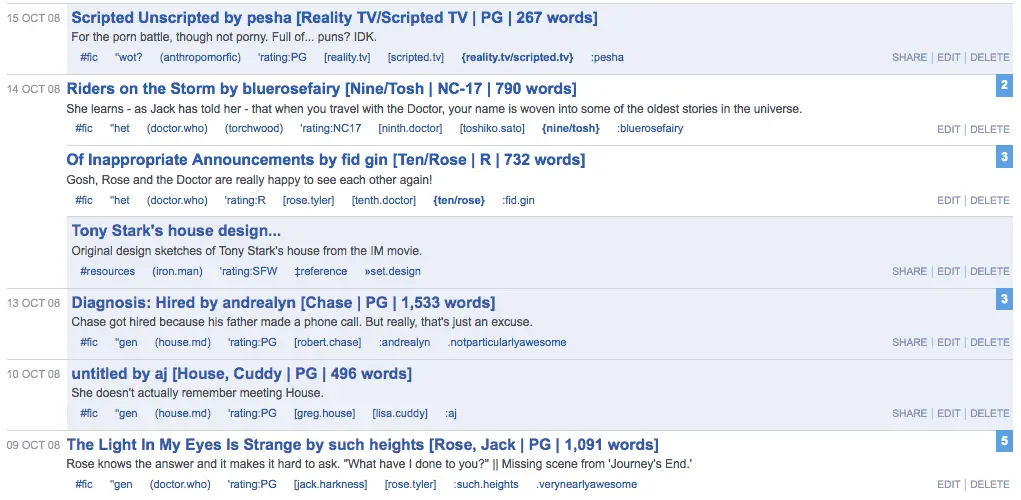 15 OCT 08 Scripted Unscripted by pesha [Reality TV/Scripted TV | PG | 267 words]
For the porn battle, though not porny. Full of... puns? IDK.
#fic "wot? (anthropomorfic) 'rating:PG [reality.tv] [scripted.tv] {reality.tv/scripted.tv} :pesha SHARE | EDIT | DELETE
14 OCT 08 Riders on the Storm by bluerosefairy [Nine/Tosh | NC-17 | 790 words] 2
She learns - as Jack has told her - that when you travel with the Doctor, your name is woven into some of the oldest stories in the universe.
#fic "het (doctor.who) (torchwood) 'rating:NC17 [ninth.doctor] [toshiko.sato] {nine/tosh} :bluerosefairy EDIT | DELETE
Of Inappropriate Announcements by fid gin [Ten/Rose | R | 732 words] 3
Gosh, Rose and the Doctor are really happy to see each other again!
#fic "het (doctor.who) 'rating:R [rose.tyler] [tenth.doctor] {ten/rose} :fid.gin EDIT | DELETE
Tony Stark's house design...
Original design sketches of Tony Stark's house from the IM movie.
#resources (iron.man) 'rating:SFW ‡reference »set.design SHARE | EDIT | DELETE
13 OCT 08 Diagnosis: Hired by andrealyn [Chase | PG | 1,533 words] 3
Chase got hired because his father made a phone call. But really, that's just an excuse.
#fic "gen (house.md) 'rating:PG [robert.chase] :andrealyn .notparticularlyawesome SHARE | EDIT | DELETE
10 OCT 08 untitled by aj [House, Cuddy | PG | 496 words]
She doesn't actually remember meeting House.
#fic "gen (house.md) 'rating:PG [greg.house] [lisa.cuddy] :aj SHARE | EDIT | DELETE
09 OCT 08 The Light In My Eyes Is Strange by such heights [Rose, Jack | PG | 1,091 words] 5
Rose knows the answer and it makes it hard to ask. "What have I done to you?" || Missing scene from 'Journey's End.'
#fic "gen (doctor.who) 'rating:PG [jack.harkness] [rose.tyler] :such.heights .verynearlyawesome EDIT | DELETE